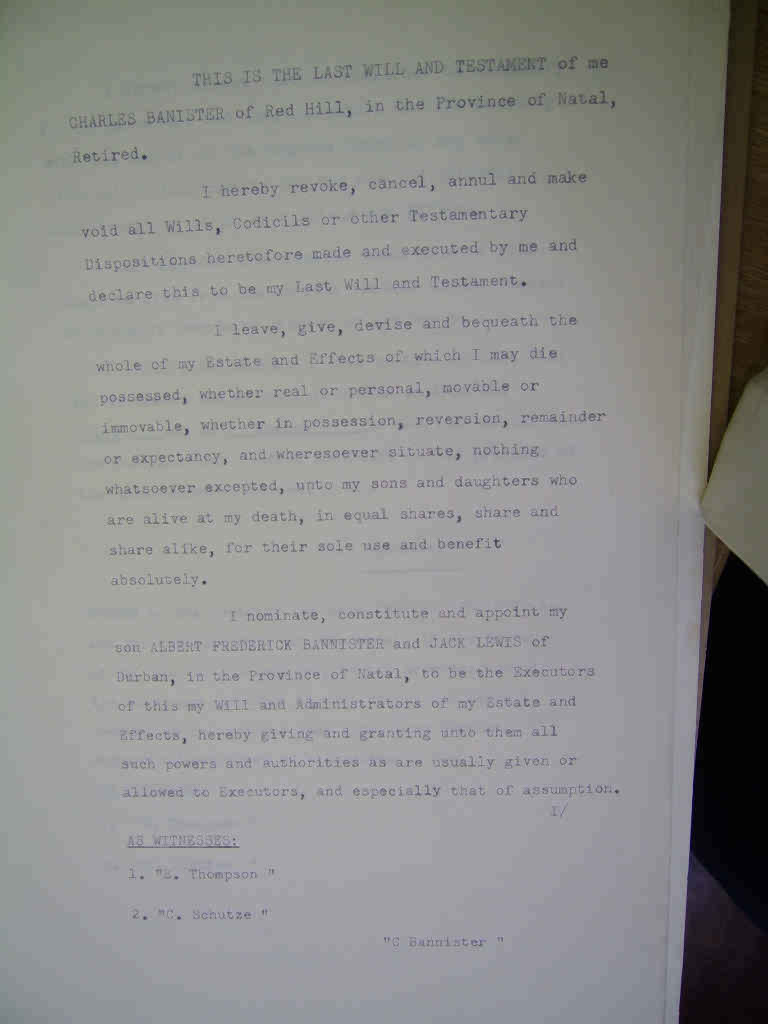 THIS IS THE LAST WILL AND TESTAMENT of me
CHARLES BANISTER of Red Hill, in the Province of Natal,
Retired.
I hereby revoke, cancel, annul and make
void all Wills, Codicils or other Testamentary
Dispositions heretofore made and executed by me and
declare this to be my Last Will and Testament.
I leave, give, devise and bequeath the
whole of my Estate and Effects of which I may die
possessed, whether real or personal, movable or
immovable, whether in possession, reversion, remainder
or expectancy, and wheresoever situate, nothing
whatsoever excepted, unto my sons and daughters who
are alive at my death, in equal shares, share and
share alike, for their sole use and benefit
absolutely.
I nominate, constitute and appoint my
son ALBERT FREDERICK BANNISTER and JACK LEWIS of
Durban, in the Province of Natal, to be the Executors
of this my Will and Administrators of my Estate and
Effects, hereby giving and granting unto them all
such powers and authorities as are usually given or
allowed to Executors, and especially that of assumption.
I/
AS WITNESSES:
1. "E. Thompson "
2. "C. Schutze "
"C Bannister "